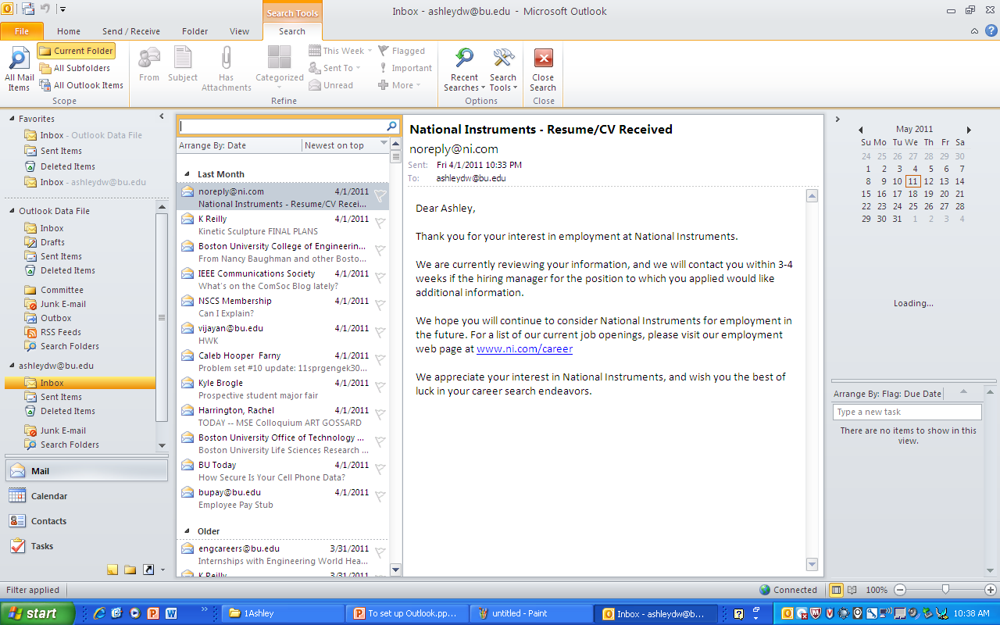 Inbox - ashleydw@bu.edu - Microsoft Outlook
Search Tools
File Home Send / Receive Folder View Search
All Mail Items
Current Folder
All Subfolders
All Outlook Items
Scope
From
Subject
Has Attachments
Categorized
This Week
Sent To
Unread
Flagged
Important
More
Refine
Recent Searches
Search Tools
Options
Close Search
Close
Favorites
Inbox - Outlook Data File
Sent Items
Deleted Items
Inbox - ashleydw@bu.edu
Outlook Data File
Inbox
Drafts
Sent Items
Deleted Items
Committee
Junk E-mail
Outbox
RSS Feeds
Search Folders
ashleydw@bu.edu
Inbox
Sent Items
Deleted Items
Junk E-mail
Search Folders
Mail
Calendar
Contacts
Tasks
Arrange By: Date Newest on top
Last Month
noreply@ni.com 4/1/2011
National Instruments - Resume/CV Recei...
K Reilly 4/1/2011
Kinetic Sculpture FINAL PLANS
Boston University College of Engineerin...
From Nancy Baughman and other Bosto...
IEEE Communications Society 4/1/2011
What's on the ComSoc Blog lately?
NSCS Membership 4/1/2011
Can I Explain?
vijayan@bu.edu 4/1/2011
HWK
Caleb Hooper Farny 4/1/2011
Problem set #10 update: 11sprgengek30...
Kyle Brogle 4/1/2011
Prospective student major fair
Harrington, Rachel 4/1/2011
TODAY -- MSE Colloquium ART GOSSARD
Boston University Office of Technology ...
Boston University Life Sciences Research ...
BU Today 4/1/2011
How Secure Is Your Cell Phone Data?
bupay@bu.edu 4/1/2011
Employee Pay Stub
Older
engcareers@bu.edu 3/31/2011
Internships with Engineering World Hea...
K Reilly 3/31/2011
National Instruments - Resume/CV Received
noreply@ni.com
Sent: Fri 4/1/2011 10:33 PM
To: ashleydw@bu.edu
Dear Ashley,
Thank you for your interest in employment at National Instruments.
We are currently reviewing your information, and we will contact you within 3-4
weeks if the hiring manager for the position to which you applied would like
additional information.
We hope you will continue to consider National Instruments for employment in
the future. For a list of our current job openings, please visit our employment
web page at www.ni.com/career
We appreciate your interest in National Instruments, and wish you the best of
luck in your career search endeavors.
May 2011
Su Mo Tu We Th Fr Sa
24 25 26 27 28 29 30
1 2 3 4 5 6 7
8 9 10 11 12 13 14
15 16 17 18 19 20 21
22 23 24 25 26 27 28
29 30 31 1 2 3 4
Loading...
Arrange By: Flag: Due Date
Type a new task
There are no items to show in this
view.
Filter applied Connected 100%
start 1Ashley To set up Outlook.pp... untitled - Paint Inbox - ashleydw@b... 10:38 AM